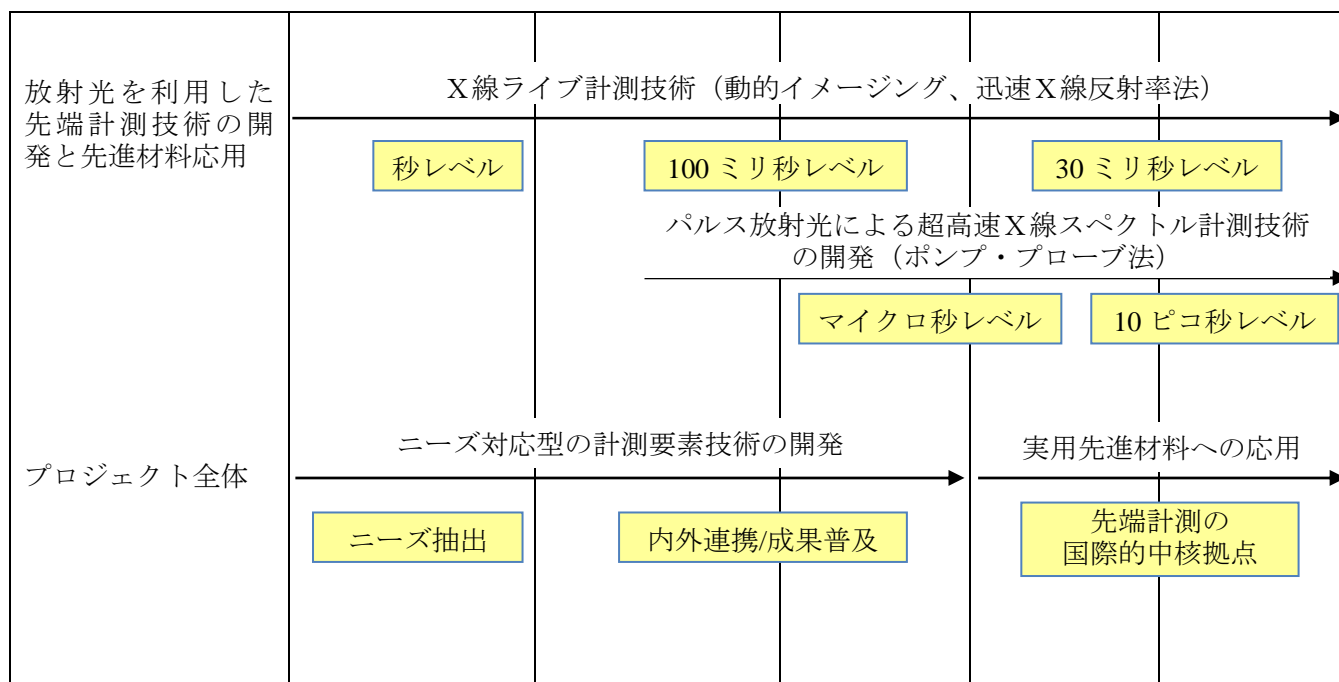 放射光を利用した
先端計測技術の開
発と先進材料応用
X線ライブ計測技術（動的イメージング、迅速X線反射率法）
秒レベル
100 ミリ秒レベル
30 ミリ秒レベル
パルス放射光による超高速X線スペクトル計測技術
の開発（ポンプ・プローブ法）
マイクロ秒レベル
10 ピコ秒レベル
プロジェクト全体
ニーズ対応型の計測要素技術の開発
実用先進材料への応用
ニーズ抽出
内外連携/成果普及
先端計測の
国際的中核拠点